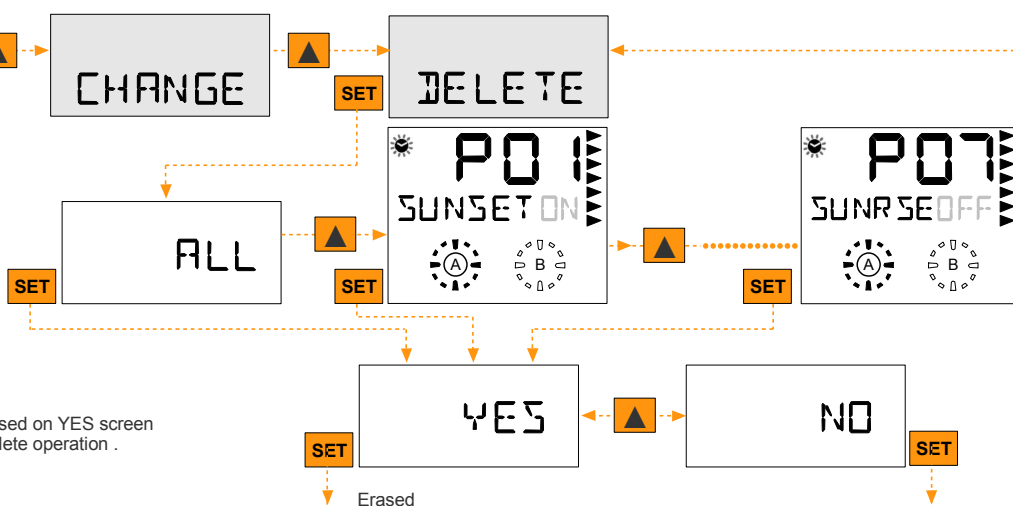 CHANGE
SET
DELETE
P01
SUNSET ON
A
B
P07
SUNRSE OFF
A
B
ALL
SET
SET
SET
YES
NO
sed on YES screen
lete operation .
SET
SET
Erased